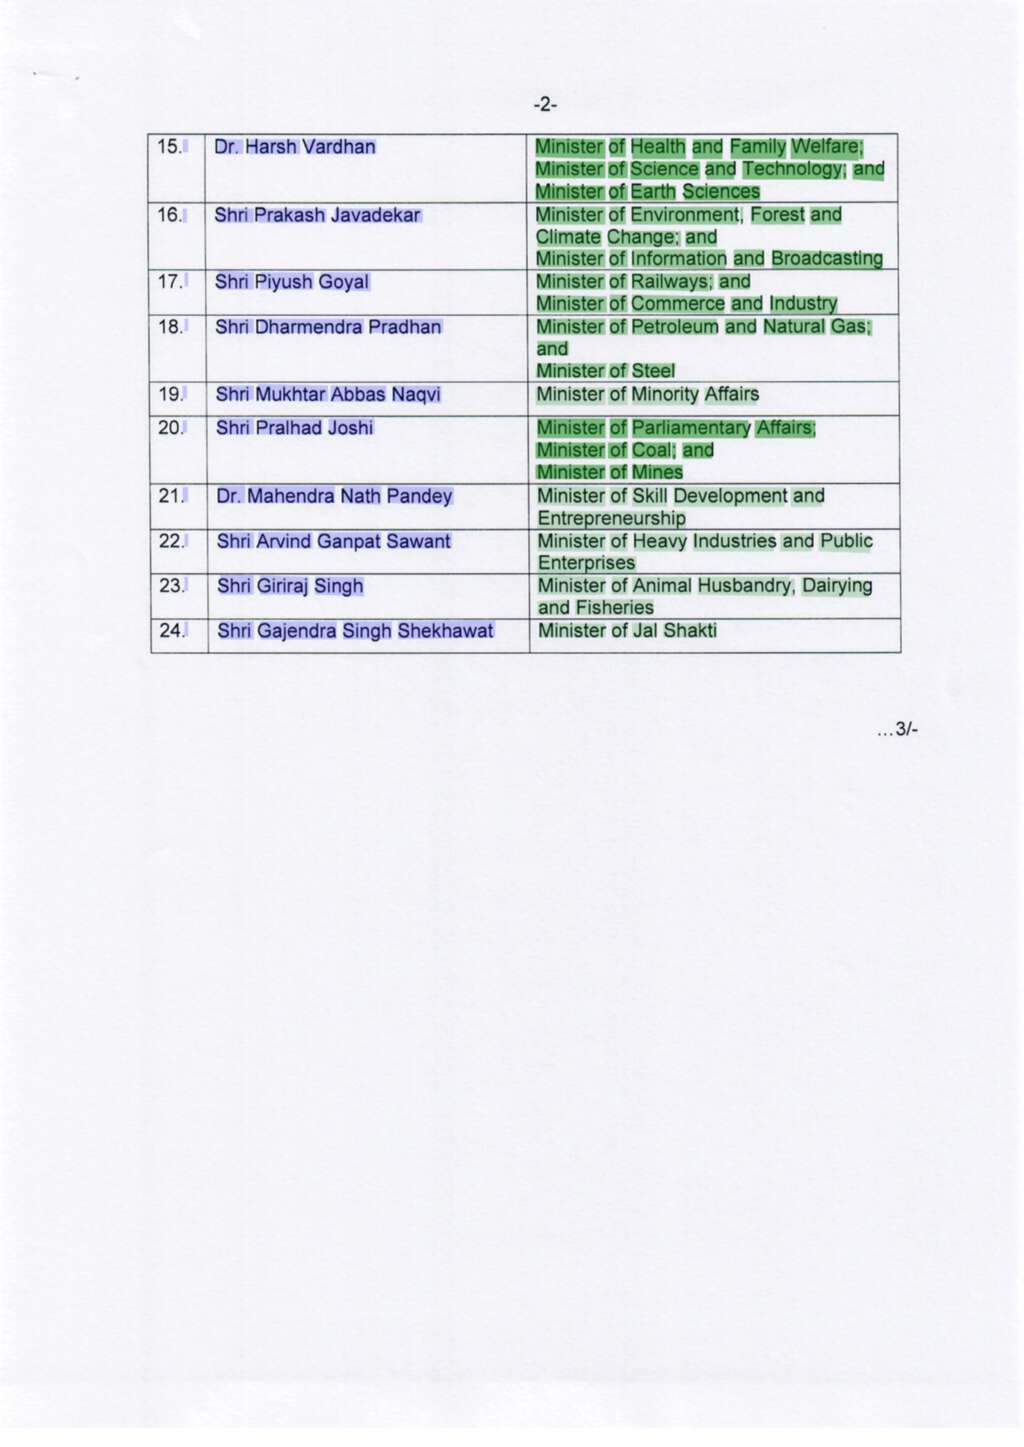 -2-
15. Dr. Harsh Vardhan Minister of Health and Family Welfare;
Minister of Science and Technology; and
Minister of Earth Sciences
16. Shri Prakash Javadekar Minister of Environment, Forest and
Climate Change; and
Minister of Information and Broadcasting
17. Shri Piyush Goyal Minister of Railways; and
Minister of Commerce and Industry
18. Shri Dharmendra Pradhan Minister of Petroleum and Natural Gas;
and
Minister of Steel
19. Shri Mukhtar Abbas Naqvi Minister of Minority Affairs
20. Shri Pralhad Joshi Minister of Parliamentary Affairs;
Minister of Coal; and
Minister of Mines
21. Dr. Mahendra Nath Pandey Minister of Skill Development and
Entrepreneurship
22. Shri Arvind Ganpat Sawant Minister of Heavy Industries and Public
Enterprises
23. Shri Giriraj Singh Minister of Animal Husbandry, Dairying
and Fisheries
24. Shri Gajendra Singh Shekhawat Minister of Jal Shakti
...3/-